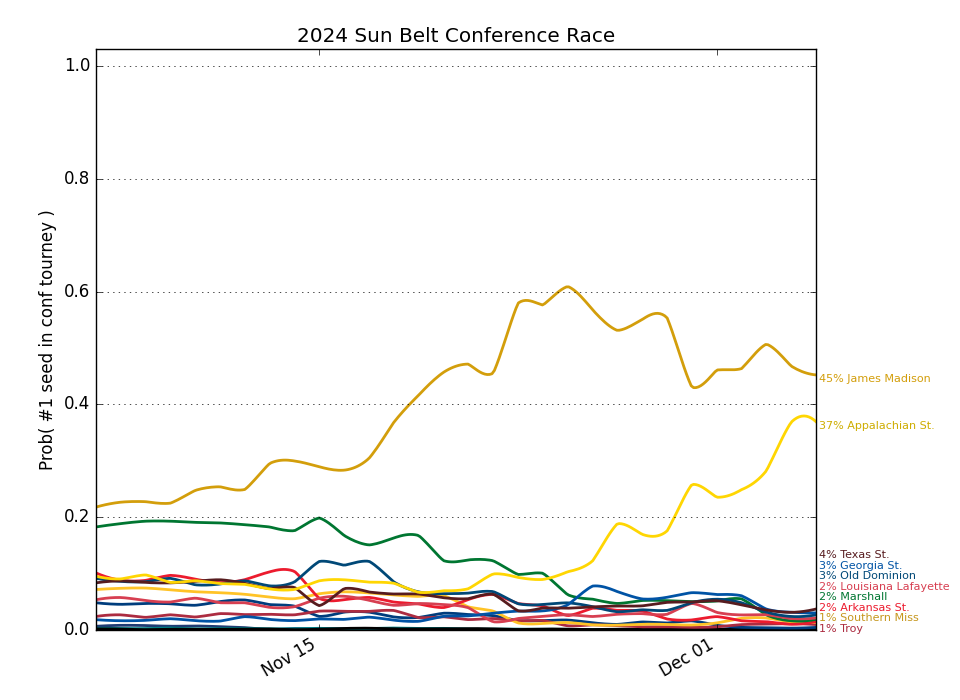 2024 Sun Belt Conference Race
Prob( #1 seed in conf tourney )
1.0
0.8
0.6
0.4
0.2
0.0
Nov 15
Dec 01
45% James Madison
37% Appalachian St.
4% Texas St.
3% Georgia St.
3% Old Dominion
2% Louisiana Lafayette
2% Marshall
2% Arkansas St.
1% Southern Miss
1% Troy